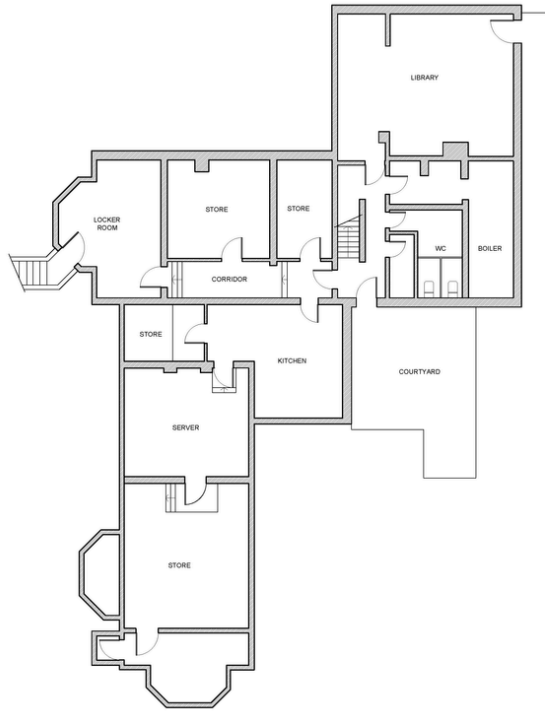 LIBRARY
LOCKER
ROOM
STORE
STORE
WC
BOILER
CORRIDOR
STORE
KITCHEN
COURTYARD
SERVER
STORE